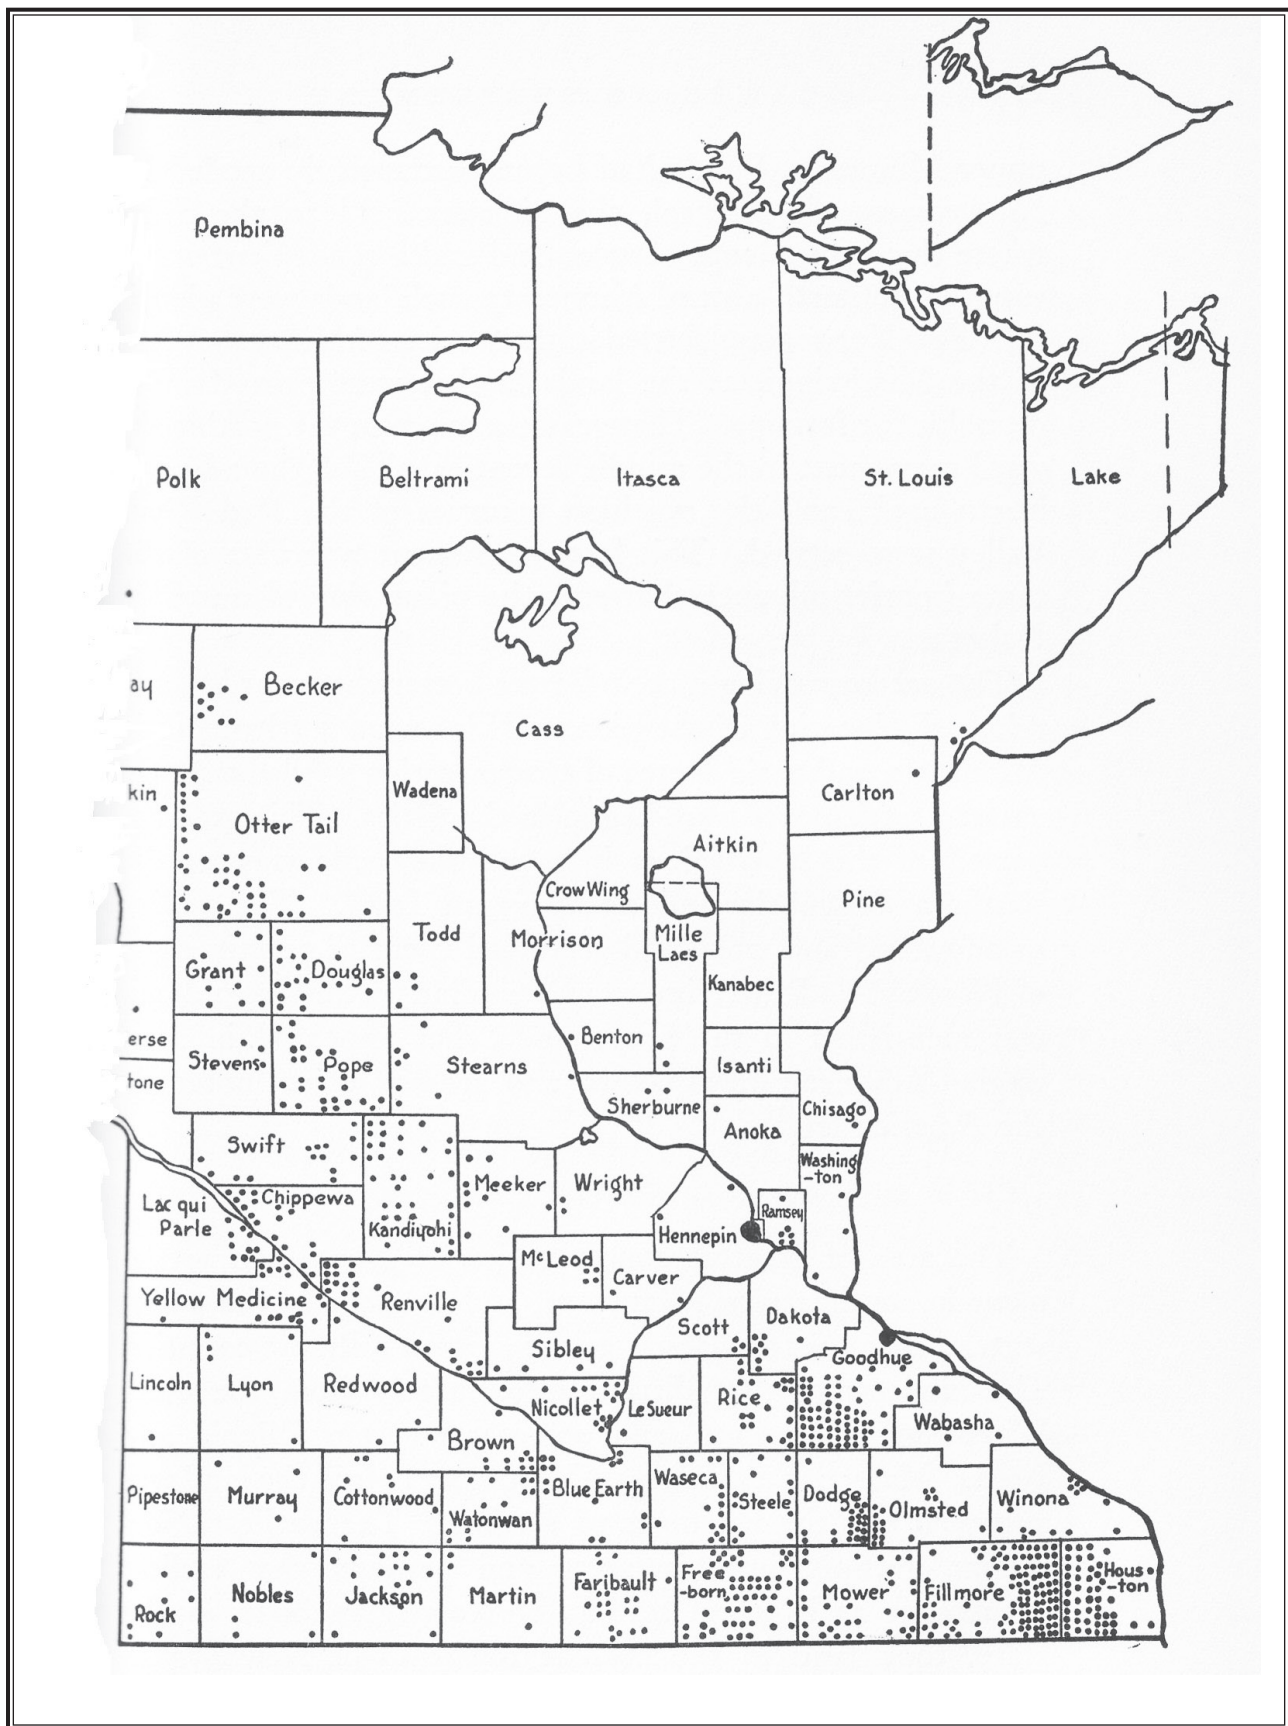 Pembina
Polk
Beltrami
Itasca
St. Louis
Lake
ay
Becker
Cass
kin
Wadena
Otter Tail
Carlton
Aitkin
Crow Wing
Pine
Todd
Morrison
Mille
Laes
Grant
Douglas
Kanabec
erse
Stevens
Pope
Stearns
Benton
Isanti
tone
Sherburne
Chisago
Anoka
Swift
Washing
-ton
Meeker
Wright
Lac qui
Parle
Chippewa
Kandiyohi
Ramsey
Hennepin
McLeod
Carver
Yellow Medicine
Renville
Dakota
Scott
Sibley
Goodhue
Lincoln
Lyon
Redwood
Nicollet
LeSueur
Rice
Wabasha
Brown
Pipestone
Murray
Cottonwood
Watonwan
Blue Earth
Waseca
Steele
Dodge
Olmsted
Winona
Rock
Nobles
Jackson
Martin
Faribault
Free
-born
Mower
Fillmore
Hous
-ton